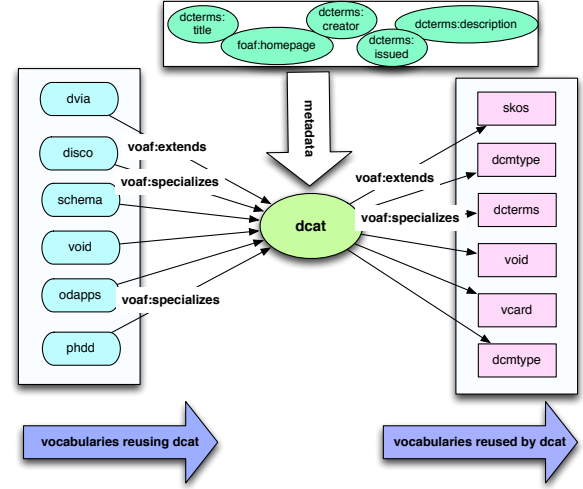 dcterms:
title
dcterms:
creator
dcterms:description
foaf:homepage
dcterms:
issued
metadata
dvia
disco
schema
void
odapps
phdd
voaf:extends
voaf:specializes
voaf:specializes
dcat
voaf:extends
voaf:specializes
skos
dcmtype
dcterms
void
vcard
dcmtype
vocabularies reusing dcat
vocabularies reused by dcat